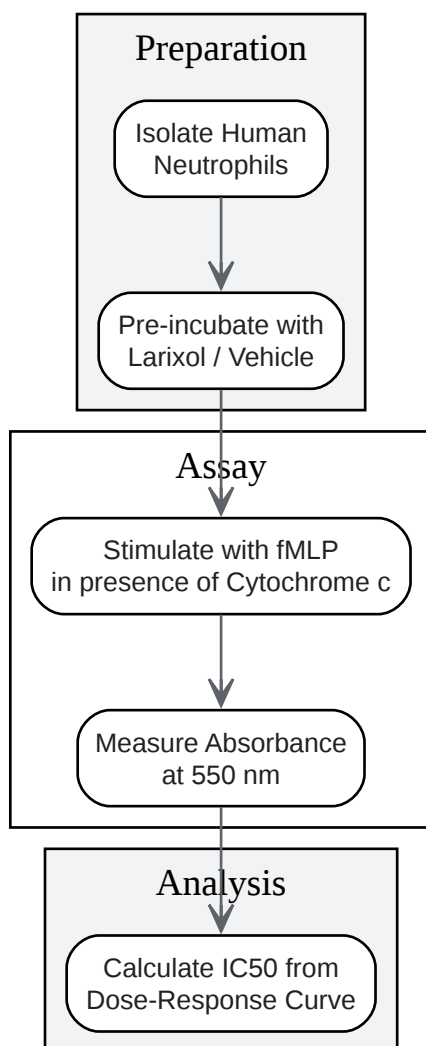 Preparation
Isolate Human
Neutrophils
Pre-incubate with
Larixol / Vehicle
Assay
Stimulate with fMLP
in presence of Cytochrome c
Measure Absorbance
at 550 nm
Analysis
Calculate IC50 from
Dose-Response Curve